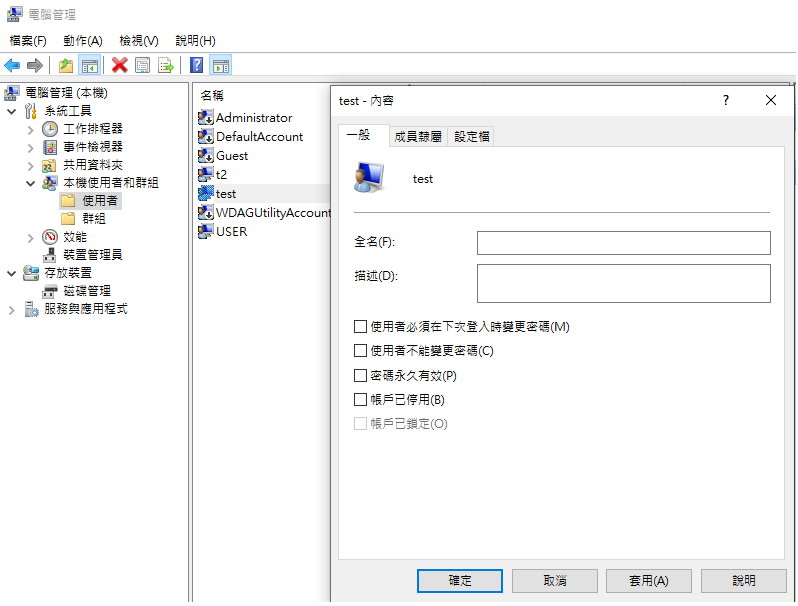 電腦管理
檔案(F) 動作(A) 檢視(V) 說明(H)
電腦管理 (本機)
系統工具
工作排程器
事件檢視器
共用資料夾
本機使用者和群組
使用者
群組
效能
裝置管理員
存放裝置
磁碟管理
服務與應用程式
名稱
Administrator
DefaultAccount
Guest
t2
test
WDAGUtilityAccount
USER
test - 內容
?
一般 成員隸屬 設定檔
test
全名(F):
描述(D):
使用者必須在下次登入時變更密碼(M)
使用者不能變更密碼(C)
密碼永久有效(P)
帳戶已停用(B)
帳戶已鎖定(O)
確定 取消 套用(A) 說明